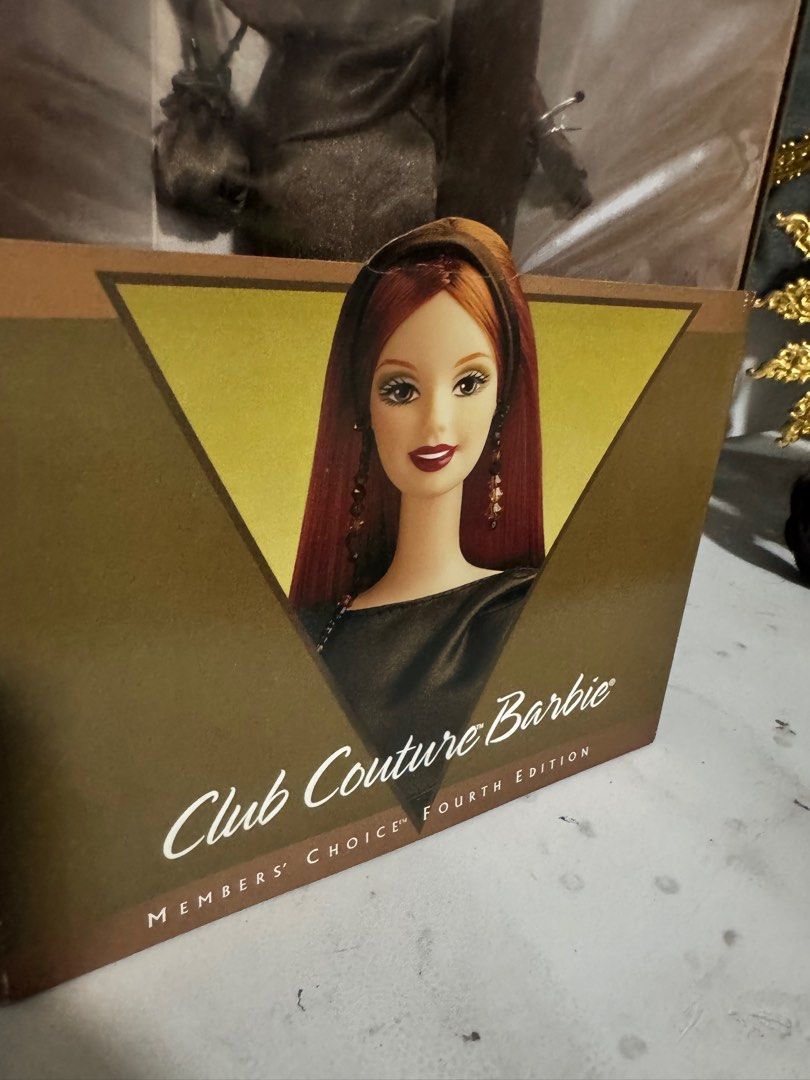 Club Couture™ Barbie®
MEMBERS' CHOICE™ FOURTH EDITION